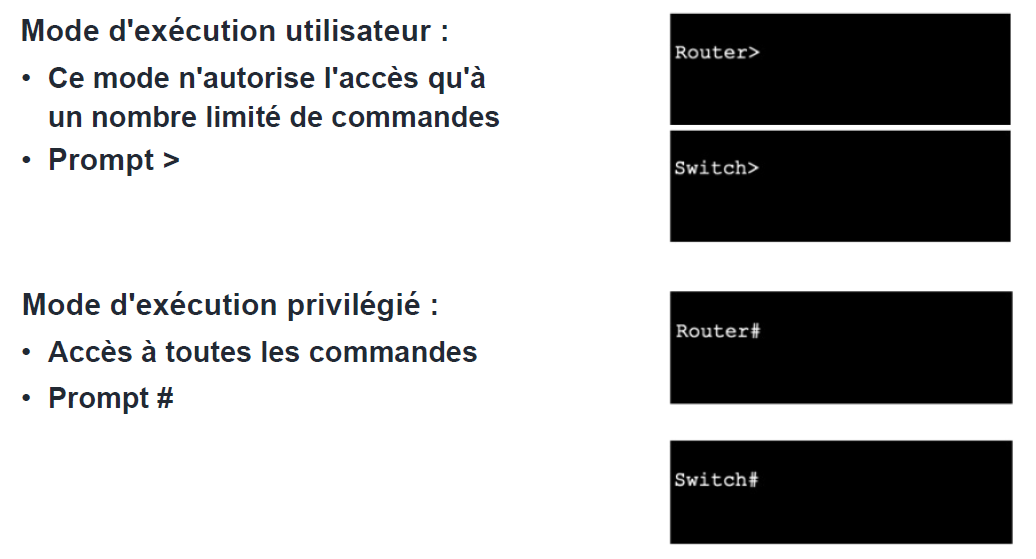 Mode d'exécution utilisateur :
• Ce mode n'autorise l'accès qu'à
un nombre limité de commandes
• Prompt >
Router>
Switch>
Mode d'exécution privilégié :
• Accès à toutes les commandes
• Prompt #
Router#
Switch#